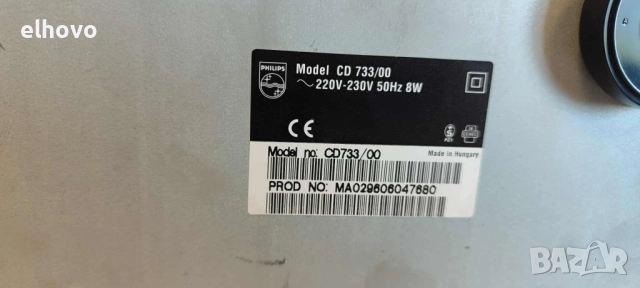 elhovo
PHILIPS
Model CD 733/00
~ 220V-230V 50Hz 8W
CE
Made in Hungary
Model no: CD733/00
PROD NO: MA029606047680
BAZAR